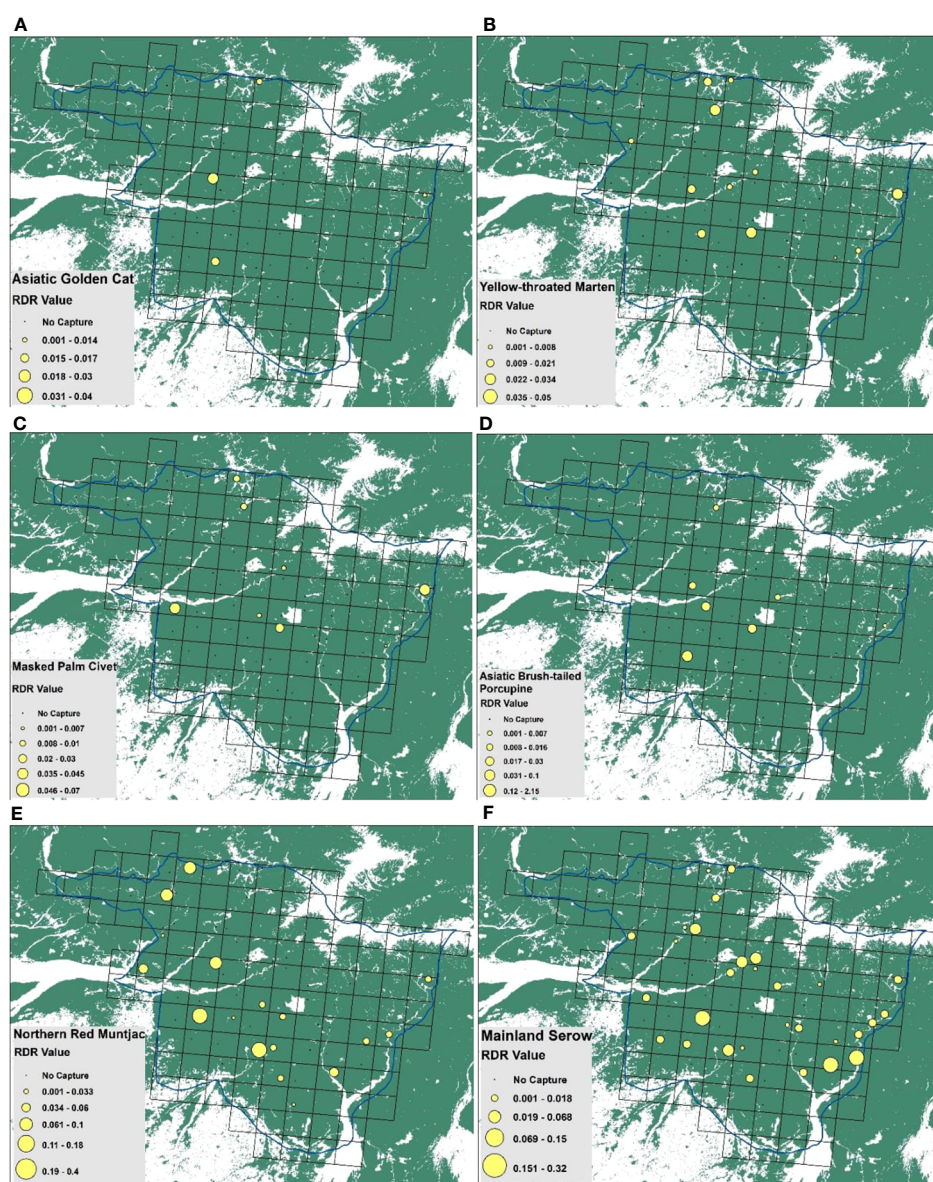 A
Asiatic Golden Cat
RDR Value
No Capture
0.001 - 0.014
0.015 - 0.017
0.018 - 0.03
0.031 - 0.04
B
Yellow-throated Marten
RDR Value
No Capture
0.001 - 0.008
0.009 - 0.021
0.022 - 0.034
0.035 - 0.05
C
Masked Palm Civet
RDR Value
No Capture
0.001 - 0.007
0.008 - 0.01
0.02 - 0.03
0.035 - 0.045
0.046 - 0.07
D
Asiatic Brush-tailed
Porcupine
RDR Value
No Capture
0.001 - 0.007
0.008 - 0.016
0.017 - 0.03
0.031 - 0.1
0.12 - 2.15
E
Northern Red Muntjac
RDR Value
No Capture
0.001 - 0.033
0.034 - 0.06
0.061 - 0.1
0.11 - 0.18
0.19 - 0.4
F
Mainland Serow
RDR Value
No Capture
0.001 - 0.018
0.019 - 0.068
0.069 - 0.15
0.151 - 0.32